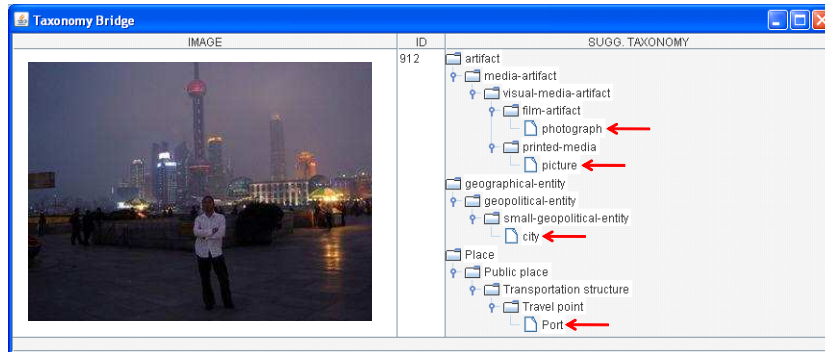 Taxonomy Bridge
IMAGE ID SUGG. TAXONOMY
912 artifact
media-artifact
visual-media-artifact
film-artifact
photograph
printed-media
picture
geographical-entity
geopolitical-entity
small-geopolitical-entity
city
Place
Public place
Transportation structure
Travel point
Port